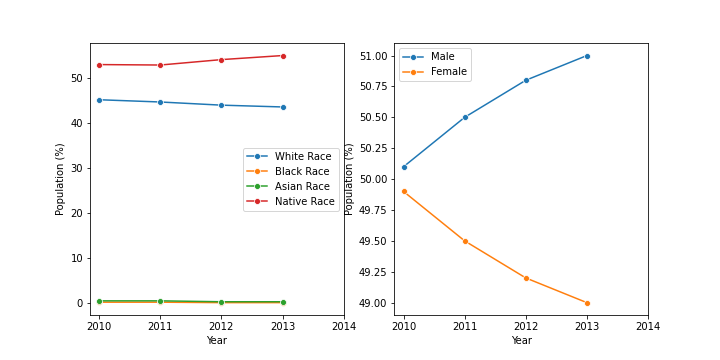 Population (%)
50
40
30
20
10
0
2010 2011 2012 2013 2014
Year
White Race
Black Race
Asian Race
Native Race
Population (%)
51.00
50.75
50.50
50.25
50.00
49.75
49.50
49.25
49.00
2010 2011 2012 2013 2014
Year
Male
Female